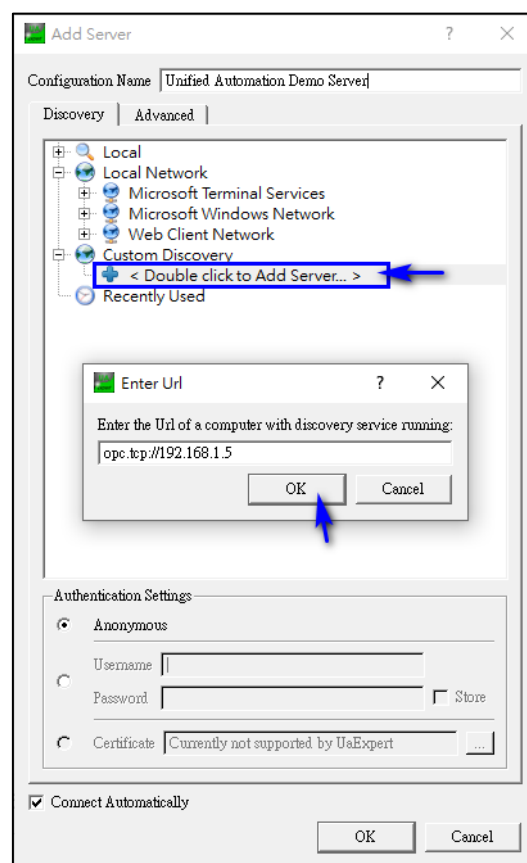 Add Server
Configuration Name Unified Automation Demo Server
Discovery Advanced
Local
Local Network
Microsoft Terminal Services
Microsoft Windows Network
Web Client Network
Custom Discovery
< Double click to Add Server... >
Recently Used
Enter Url
Enter the Url of a computer with discovery service running:
opc.tcp://192.168.1.5
OK Cancel
Authentication Settings
Anonymous
Username
Password Store
Certificate Currently not supported by UaExpert ...
Connect Automatically
OK Cancel